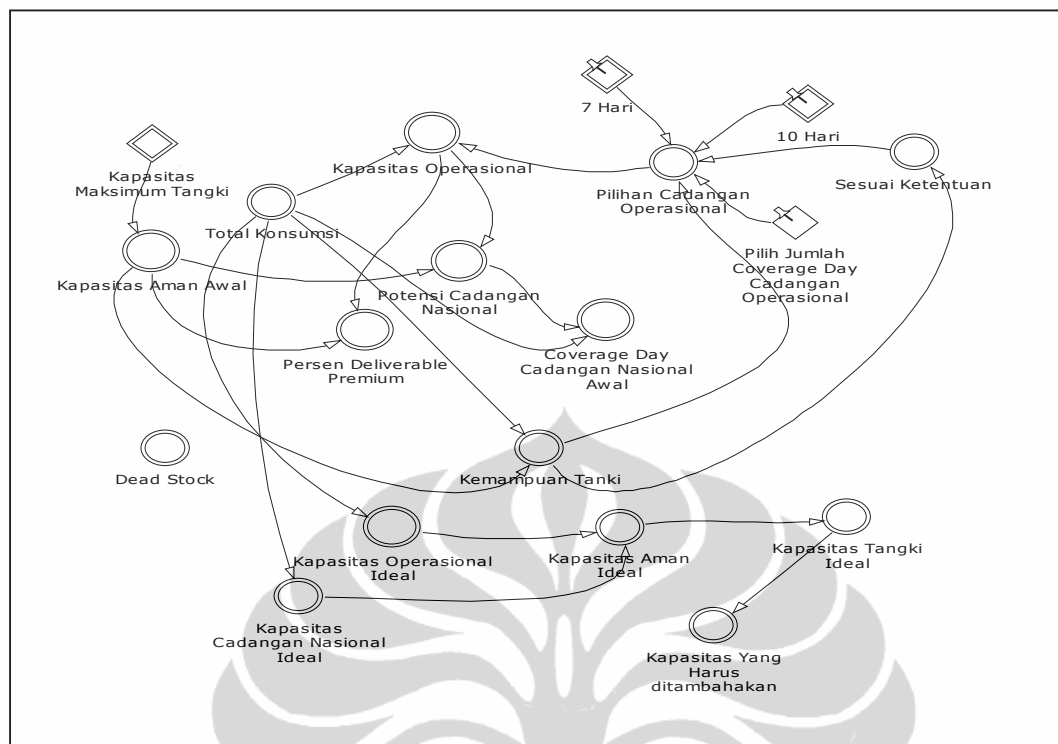 7 Hari
10 Hari
Kapasitas
Maksimum Tangki
Kapasitas Operasional
Pilihan Cadangan
Operasional
Sesuai Ketentuan
Total Konsumsi
Kapasitas Aman Awal
Pilih Jumlah
Coverage Day
Cadangan
Operasional
Potensi Cadangan
Nasional
Persen Deliverable
Premium
Coverage Day
Cadangan Nasional
Awal
Dead Stock
Kemampuan Tanki
Kapasitas Operasional
Ideal
Kapasitas Aman
Ideal
Kapasitas Tangki
Ideal
Kapasitas
Cadangan Nasional
Ideal
Kapasitas Yang
Harus
ditambahakan